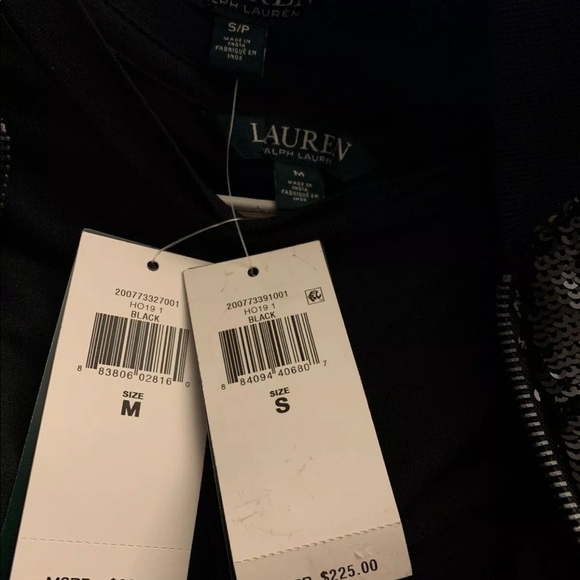 LAUREN
S/P
MADE IN
INDIA
FABRIQUÉ EN
INDE
LAUREN
RALPH LAUREN
M
MADE IN
INDIA
FABRIQUÉ EN
INDE
200773327001
HO19 1
BLACK
8 83806 02816 0
SIZE
M
200773391001
HO19 1
BLACK
8 84094 40680 7
SIZE
S
$225.00